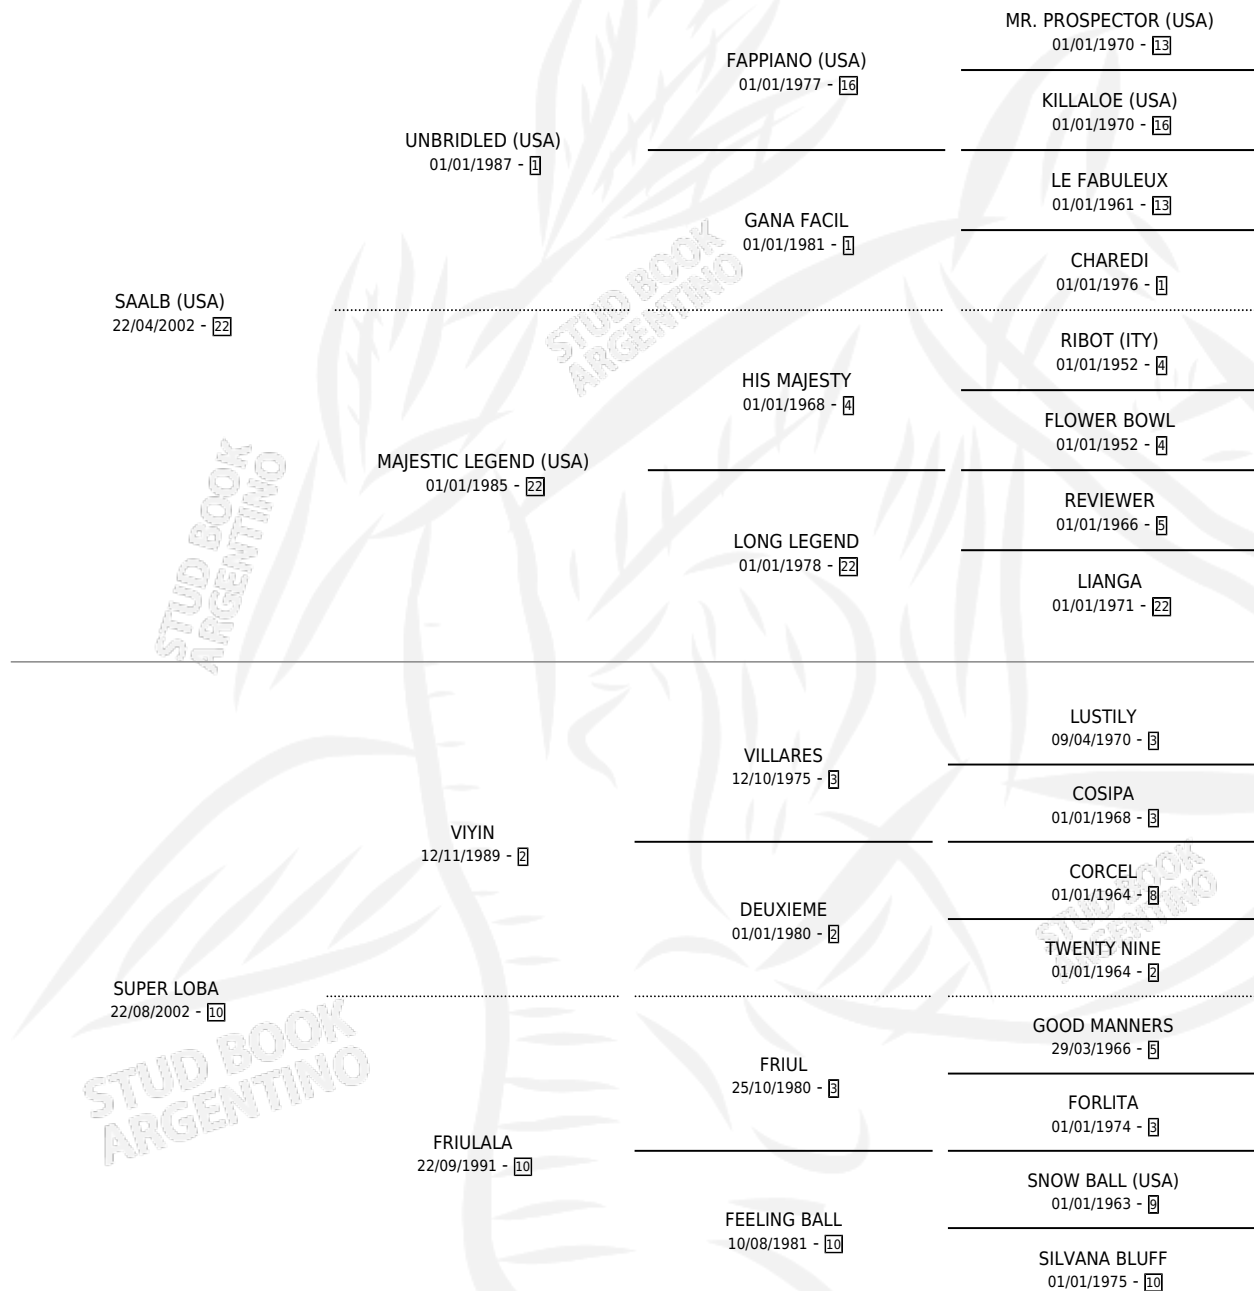 MR. PROSPECTOR (USA)
01/01/1970 - 13
FAPPIANO (USA)
01/01/1977 - 16
KILLALOE (USA)
01/01/1970 - 16
UNBRIDLED (USA)
01/01/1987 - 1
LE FABULEUX
01/01/1961 - 13
GANA FACIL
01/01/1981 - 1
CHAREDI
01/01/1976 - 1
SAALB (USA)
22/04/2002 - 22
RIBOT (ITY)
01/01/1952 - 4
HIS MAJESTY
01/01/1968 - 4
FLOWER BOWL
01/01/1952 - 4
MAJESTIC LEGEND (USA)
01/01/1985 - 22
REVIEWER
01/01/1966 - 5
LONG LEGEND
01/01/1978 - 22
LIANGA
01/01/1971 - 22
STUD BOOK
ARGENTINO
STUD BOOK
ARGENTINO
LUSTILY
09/04/1970 - 3
VILLARES
12/10/1975 - 3
COSIPA
01/01/1968 - 3
VIYIN
12/11/1989 - 2
CORCEL
01/01/1964 - 8
DEUXIEME
01/01/1980 - 2
TWENTY NINE
01/01/1964 - 2
SUPER LOBA
22/08/2002 - 10
GOOD MANNERS
29/03/1966 - 5
FRIUL
25/10/1980 - 3
FORLITA
01/01/1974 - 3
FRIULALA
22/09/1991 - 10
SNOW BALL (USA)
01/01/1963 - 9
FEELING BALL
10/08/1981 - 10
SILVANA BLUFF
01/01/1975 - 10
STUD BOOK
ARGENTINO
STUD BOOK
ARGENTINO